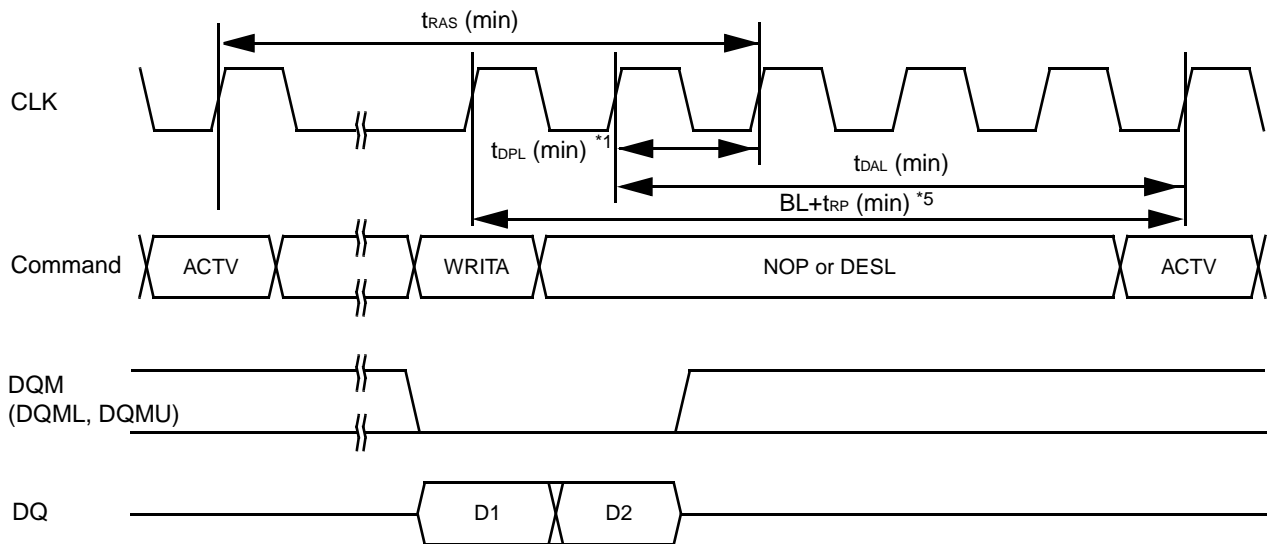 tRAS (min)
CLK
tDPL (min) *1
tDAL (min)
BL+tRP (min) *5
Command
ACTV
WRITA
NOP or DESL
ACTV
DQM
(DQML, DQMU)
DQ
D1
D2